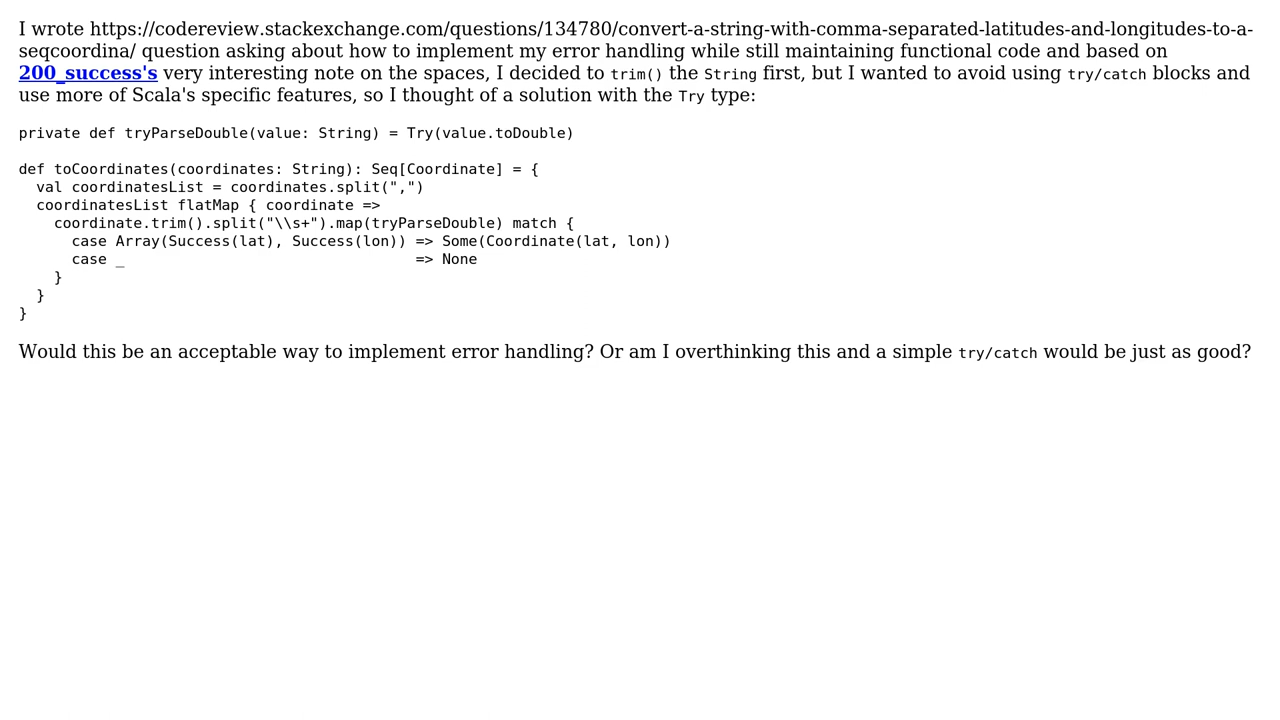 I wrote https://codereview.stackexchange.com/questions/134780/convert-a-string-with-comma-separated-latitudes-and-longitudes-to-a-
seqcoordina/ question asking about how to implement my error handling while still maintaining functional code and based on
200_success's very interesting note on the spaces, I decided to trim() the String first, but I wanted to avoid using try/catch blocks and
use more of Scala's specific features, so I thought of a solution with the Try type:
private def tryParseDouble(value: String) = Try(value.toDouble)
def toCoordinates(coordinates: String): Seq[Coordinate] = {
  val coordinatesList = coordinates.split(",")
  coordinatesList flatMap { coordinate =>
    coordinate.trim().split("\\s+").map(tryParseDouble) match {
      case Array(Success(lat), Success(lon)) => Some(Coordinate(lat, lon))
      case _                                 => None
    }
  }
}
Would this be an acceptable way to implement error handling? Or am I overthinking this and a simple try/catch would be just as good?